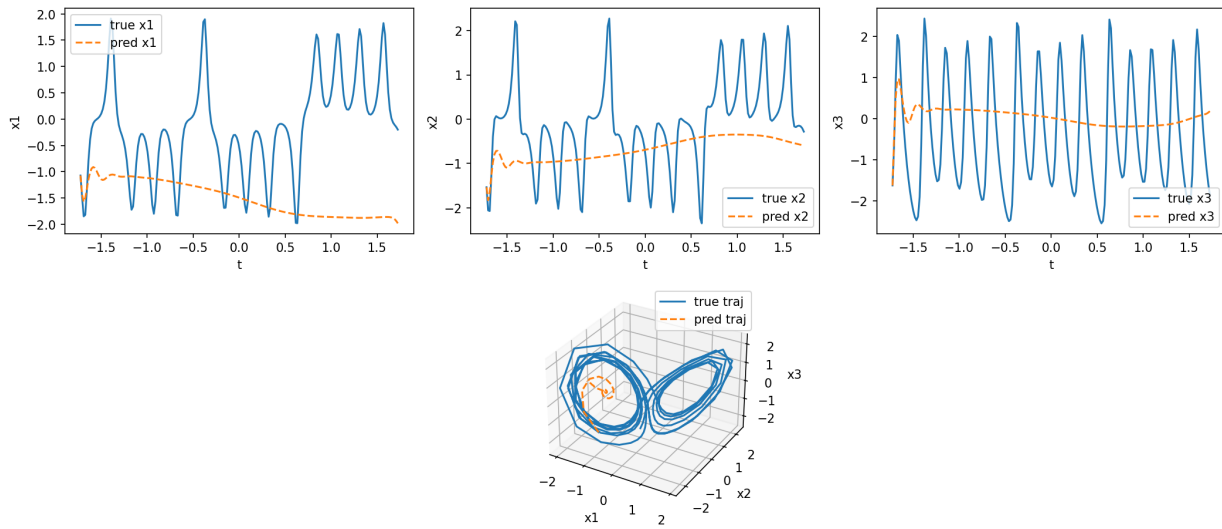 2.0
1.5
1.0
0.5
0.0
−0.5
−1.0
−1.5
−2.0
x1
true x1
pred x1
−1.5 −1.0 −0.5 0.0 0.5 1.0 1.5
t
2
1
0
−1
−2
x2
true x2
pred x2
−1.5 −1.0 −0.5 0.0 0.5 1.0 1.5
t
2
1
0
−1
−2
x3
true x3
pred x3
−1.5 −1.0 −0.5 0.0 0.5 1.0 1.5
t
true traj
pred traj
2
1
0
−1
−2
x3
−2 −1 0 1 2
x1
−2 −1 0 1 2
x2